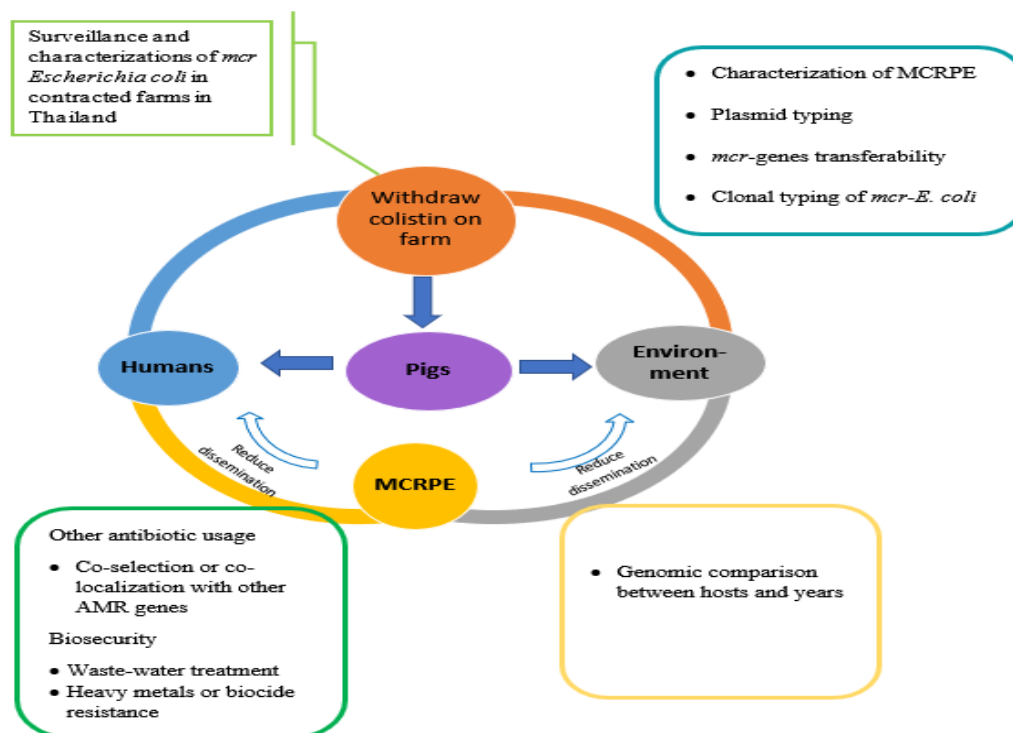 Surveillance and
characterizations of mcr
Escherichia coli in
contracted farms in
Thailand
• Characterization of MCRPE
• Plasmid typing
• mcr-genes transferability
• Clonal typing of mcr-E. coli
Withdraw
colistin on
farm
Humans
Pigs
Environ-
ment
MCRPE
Reduce
dissemination
Reduce
dissemination
Other antibiotic usage
• Co-selection or co-
localization with other
AMR genes
Biosecurity
• Waste-water treatment
• Heavy metals or biocide
resistance
• Genomic comparison
between hosts and years